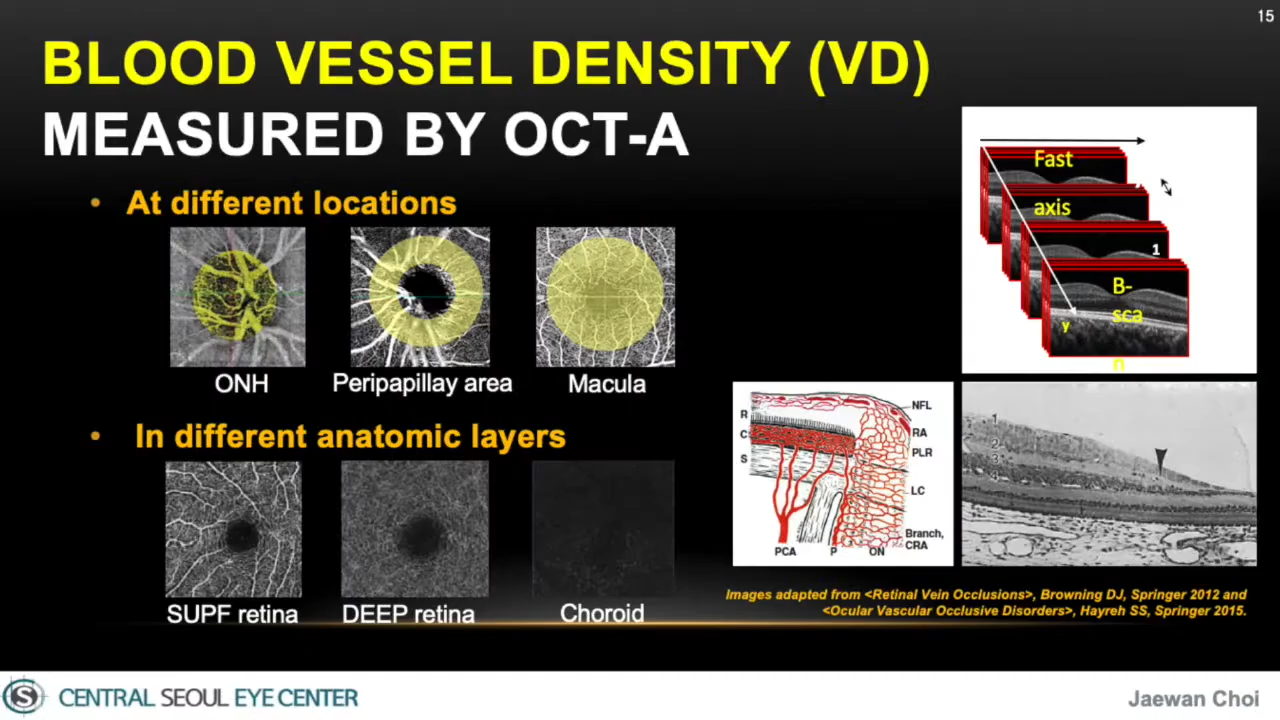 15
BLOOD VESSEL DENSITY (VD)
MEASURED BY OCT-A
• At different locations
ONH
Peripapillay area
Macula
• In different anatomic layers
SUPF retina
DEEP retina
Choroid
Fast
axis
1
B-
sca
n
y
NFL
R
RA
C
PLR
S
LC
Branch,
CRA
PCA
P
ON
1
2
3
Images adapted from <Retinal Vein Occlusions>, Browning DJ, Springer 2012 and
<Ocular Vascular Occlusive Disorders>, Hayreh SS, Springer 2015.
S
CENTRAL SEOUL EYE CENTER
Jaewan Choi